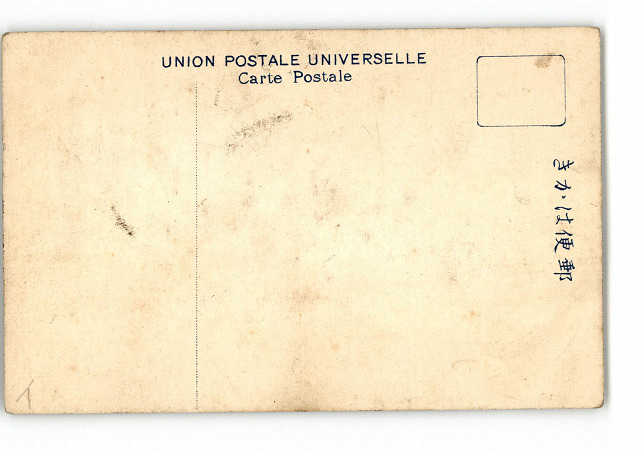 UNION POSTALE UNIVERSELLE
Carte Postale
きかは便郵